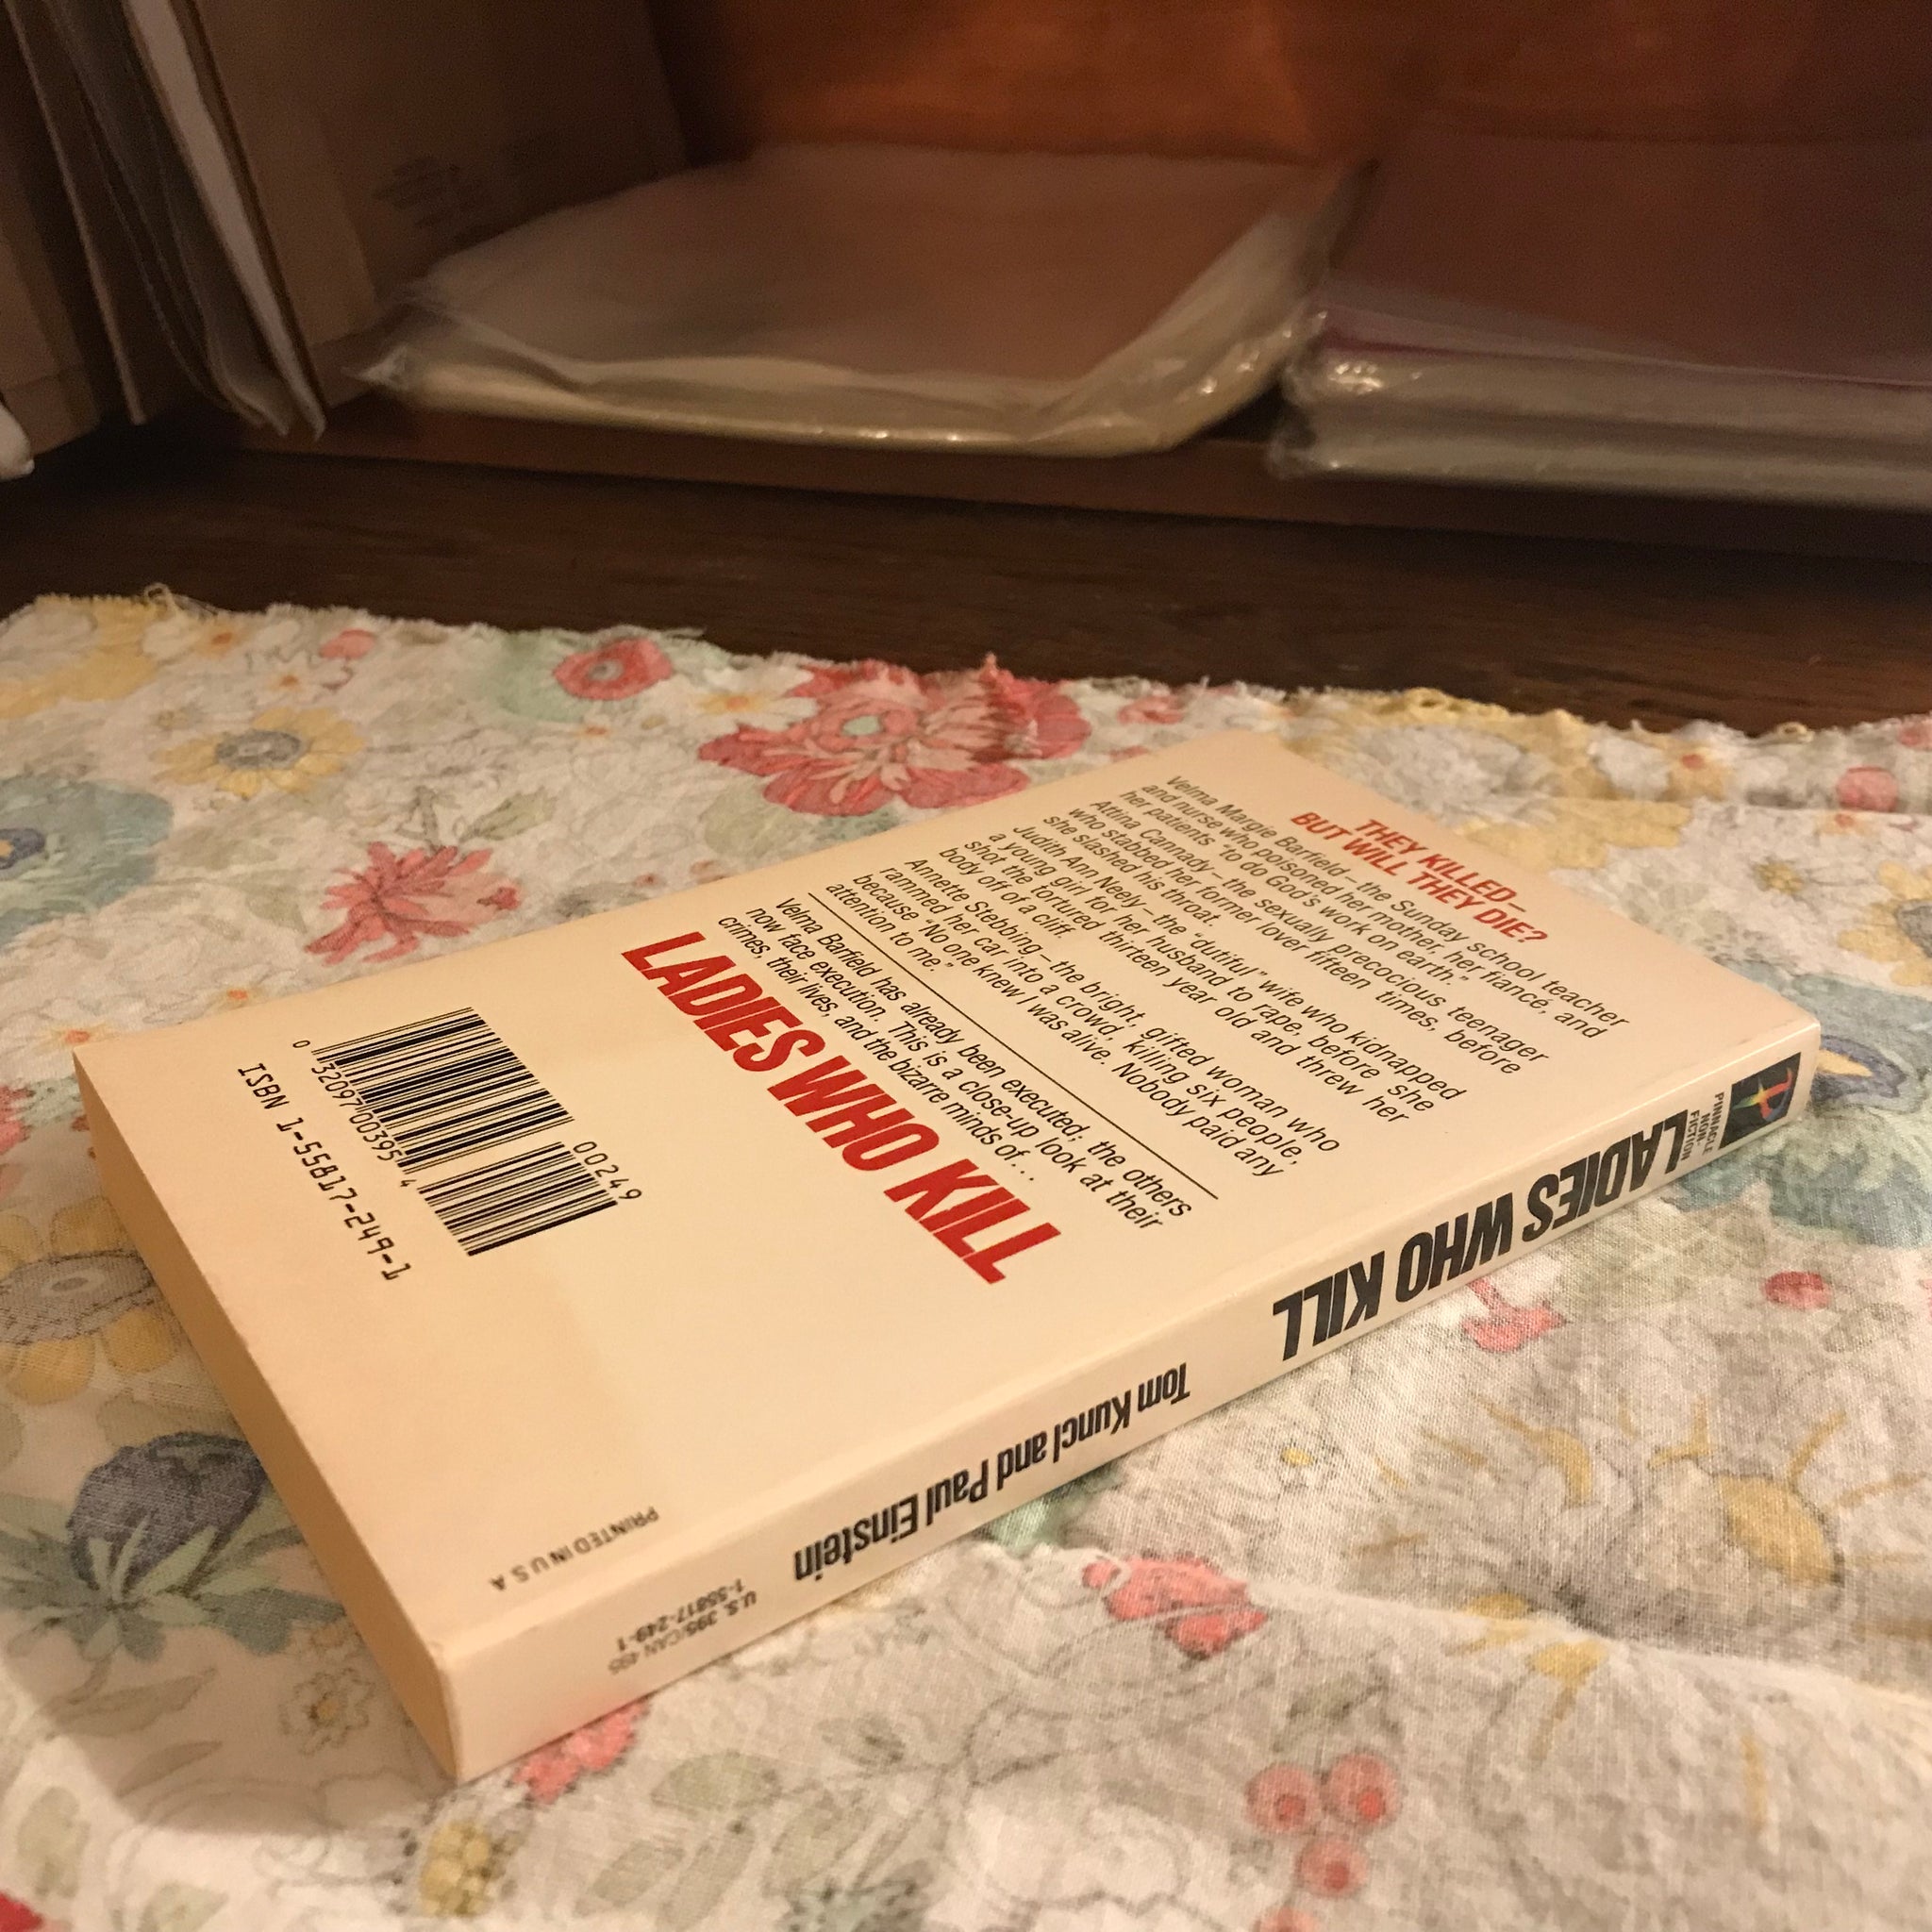 THEY KILLED—
BUT WILL THEY DIE?
Velma Margie Barfield—the Sunday school teacher
and nurse who poisoned her mother, her fiancé, and
her patients "to do God's work on earth."
Attina Cannady—the sexually precocious teenager
who stabbed her former lover fifteen times, before
she slashed his throat.
Judith Ann Neely—the "dutiful" wife who kidnapped
a young girl for her husband to rape, before she
shot the tortured thirteen year old and threw her
body off of a cliff.
Annette Stebbing—the bright, gifted woman who
rammed her car into a crowd, killing six people,
because "No one knew I was alive. Nobody paid any
attention to me."
Velma Barfield has already been executed; the others
now face execution. This is a close-up look at their
crimes, their lives, and the bizarre minds of...
LADIES WHO KILL
00249
0 32097 00395 4
ISBN 1-55817-249-1
PRINTED IN U S A
PINNACLE
NON-
FICTION
LADIES WHO KILL
Tom Kuncl and Paul Einstein
U.S. 395/CAN 495
1-55817-249-1